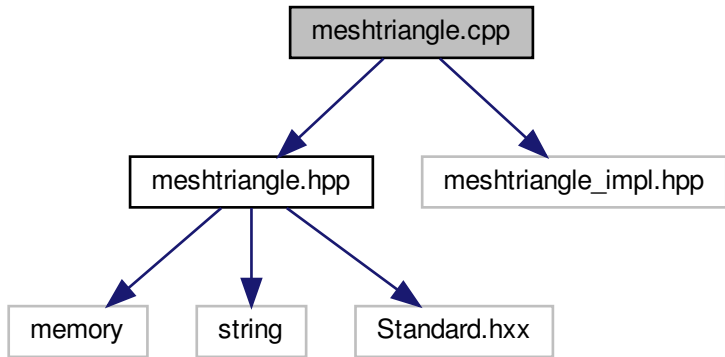 meshtriangle.cpp
meshtriangle.hpp
meshtriangle_impl.hpp
memory
string
Standard.hxx